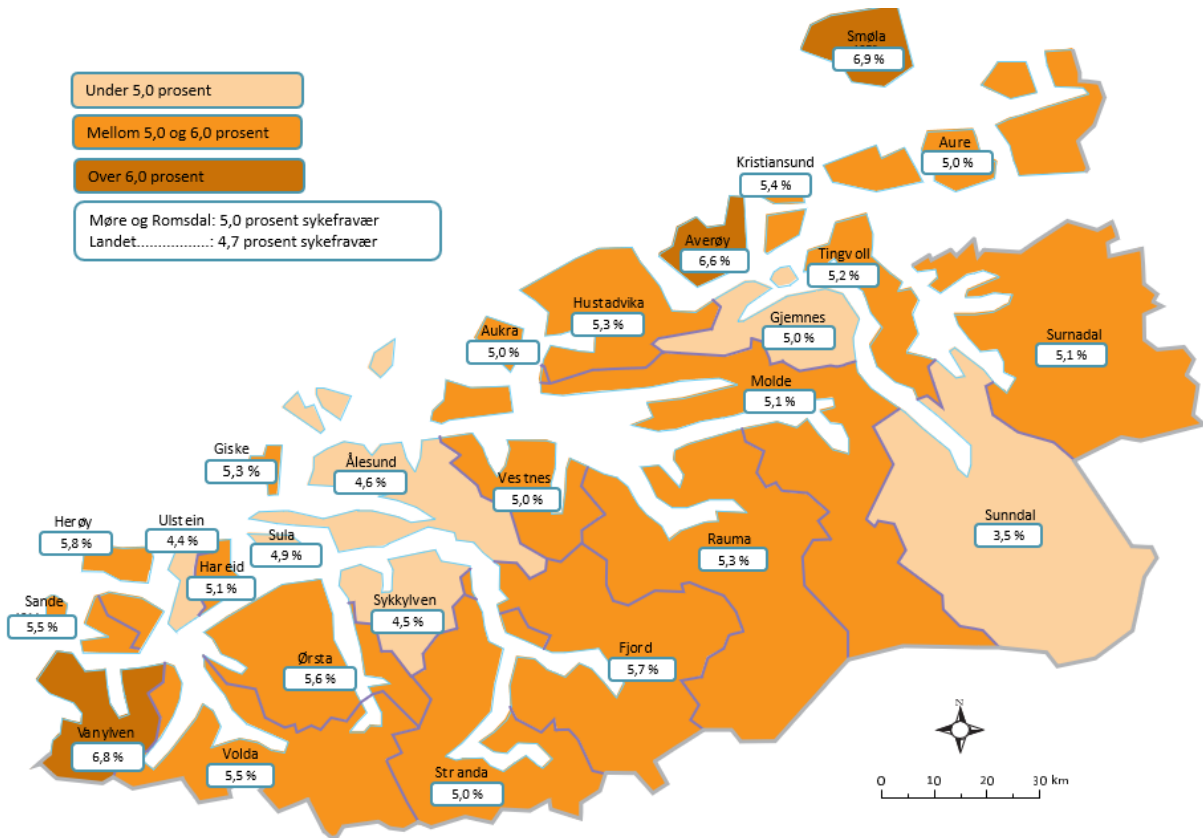 Smøla
6,9 %
Under 5,0 prosent
Mellom 5,0 og 6,0 prosent
Over 6,0 prosent
Møre og Romsdal: 5,0 prosent sykefravær
Landet.................: 4,7 prosent sykefravær
Aure
5,0 %
Kristiansund
5,4 %
Averøy
6,6 %
Tingvoll
5,2 %
Hustadvika
5,3 %
Gjemnes
5,0 %
Aukra
5,0 %
Surnadal
5,1 %
Molde
5,1 %
Giske
5,3 %
Ålesund
4,6 %
Vestnes
5,0 %
Sunndal
3,5 %
Herøy
5,8 %
Ulstein
4,4 %
Sula
4,9 %
Hareid
5,1 %
Rauma
5,3 %
Sande
5,5 %
Sykkylven
4,5 %
Ørsta
5,6 %
Fjord
5,7 %
Vanylven
6,8 %
Volda
5,5 %
Stranda
5,0 %
N
0 10 20 30 km